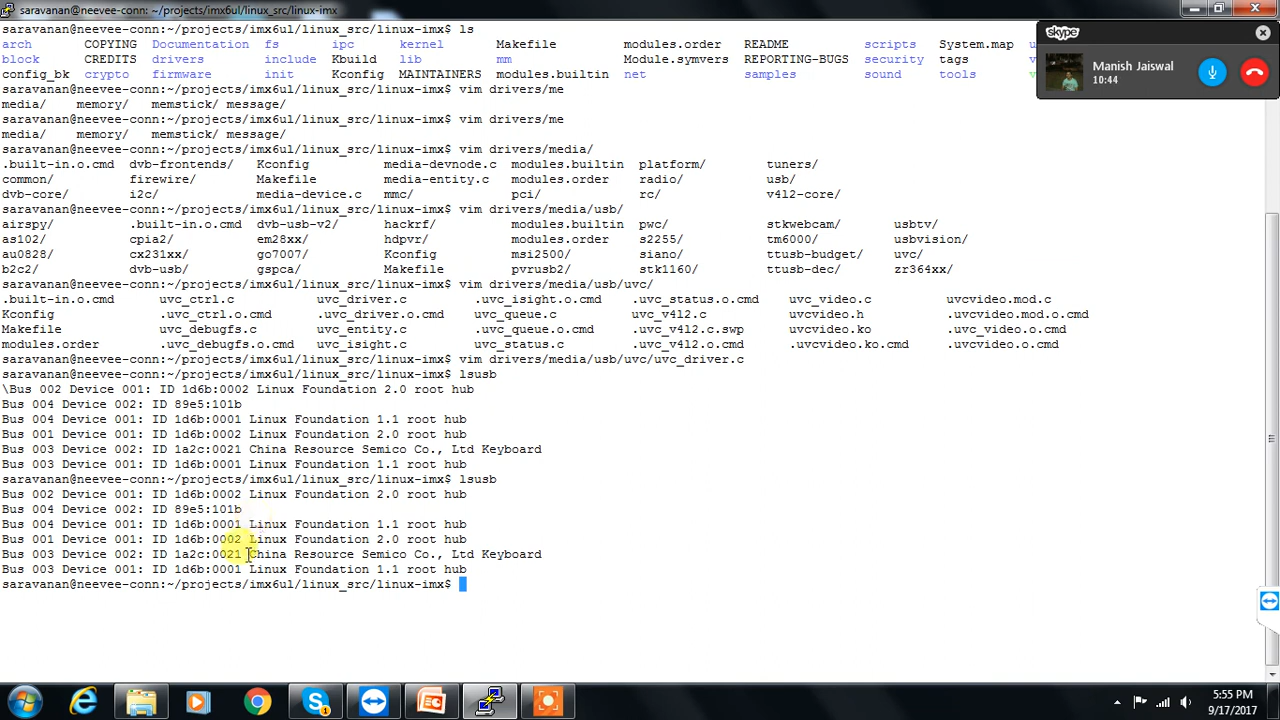 saravanan@neevee-conn: ~/projects/imx6ul/linux_src/linux-imx
saravanan@neevee-conn:~/projects/imx6ul/linux_src/linux-imx$ ls
arch COPYING Documentation fs ipc kernel Makefile modules.order README scripts System.map
block CREDITS drivers include Kbuild lib mm Module.symvers REPORTING-BUGS security tags
config_bk crypto firmware init Kconfig MAINTAINERS modules.builtin net samples sound tools
saravanan@neevee-conn:~/projects/imx6ul/linux_src/linux-imx$ vim drivers/me
media/ memory/ memstick/ message/
saravanan@neevee-conn:~/projects/imx6ul/linux_src/linux-imx$ vim drivers/me
media/ memory/ memstick/ message/
saravanan@neevee-conn:~/projects/imx6ul/linux_src/linux-imx$ vim drivers/media/
.built-in.o.cmd dvb-frontends/ Kconfig media-devnode.c modules.builtin platform/ tuners/
common/ firewire/ Makefile media-entity.c modules.order radio/ usb/
dvb-core/ i2c/ media-device.c mmc/ pci/ rc/ v4l2-core/
saravanan@neevee-conn:~/projects/imx6ul/linux_src/linux-imx$ vim drivers/media/usb/
airspy/ .built-in.o.cmd dvb-usb-v2/ hackrf/ modules.builtin pwc/ stkwebcam/ usbtv/
as102/ cpia2/ em28xx/ hdpvr/ modules.order s2255/ tm6000/ usbvision/
au0828/ cx231xx/ go7007/ Kconfig msi2500/ siano/ ttusb-budget/ uvc/
b2c2/ dvb-usb/ gspca/ Makefile pvrusb2/ stk1160/ ttusb-dec/ zr364xx/
saravanan@neevee-conn:~/projects/imx6ul/linux_src/linux-imx$ vim drivers/media/usb/uvc/
.built-in.o.cmd uvc_ctrl.c uvc_driver.c .uvc_isight.o.cmd .uvc_status.o.cmd uvc_video.c uvcvideo.mod.c
Kconfig .uvc_ctrl.o.cmd .uvc_driver.o.cmd uvc_queue.c uvc_v4l2.c uvcvideo.h .uvcvideo.mod.o.cmd
Makefile uvc_debugfs.c uvc_entity.c .uvc_queue.o.cmd .uvc_v4l2.c.swp uvcvideo.ko .uvc_video.o.cmd
modules.order .uvc_debugfs.o.cmd uvc_isight.c uvc_status.c .uvc_v4l2.o.cmd .uvcvideo.ko.cmd .uvcvideo.o.cmd
saravanan@neevee-conn:~/projects/imx6ul/linux_src/linux-imx$ vim drivers/media/usb/uvc/uvc_driver.c
saravanan@neevee-conn:~/projects/imx6ul/linux_src/linux-imx$ lsusb
\Bus 002 Device 001: ID 1d6b:0002 Linux Foundation 2.0 root hub
Bus 004 Device 002: ID 89e5:101b
Bus 004 Device 001: ID 1d6b:0001 Linux Foundation 1.1 root hub
Bus 001 Device 001: ID 1d6b:0002 Linux Foundation 2.0 root hub
Bus 003 Device 002: ID 1a2c:0021 China Resource Semico Co., Ltd Keyboard
Bus 003 Device 001: ID 1d6b:0001 Linux Foundation 1.1 root hub
saravanan@neevee-conn:~/projects/imx6ul/linux_src/linux-imx$ lsusb
Bus 002 Device 001: ID 1d6b:0002 Linux Foundation 2.0 root hub
Bus 004 Device 002: ID 89e5:101b
Bus 004 Device 001: ID 1d6b:0001 Linux Foundation 1.1 root hub
Bus 001 Device 001: ID 1d6b:0002 Linux Foundation 2.0 root hub
Bus 003 Device 002: ID 1a2c:0021 China Resource Semico Co., Ltd Keyboard
Bus 003 Device 001: ID 1d6b:0001 Linux Foundation 1.1 root hub
saravanan@neevee-conn:~/projects/imx6ul/linux_src/linux-imx$
skype
Manish Jaiswal
10:44
5:55 PM
9/17/2017